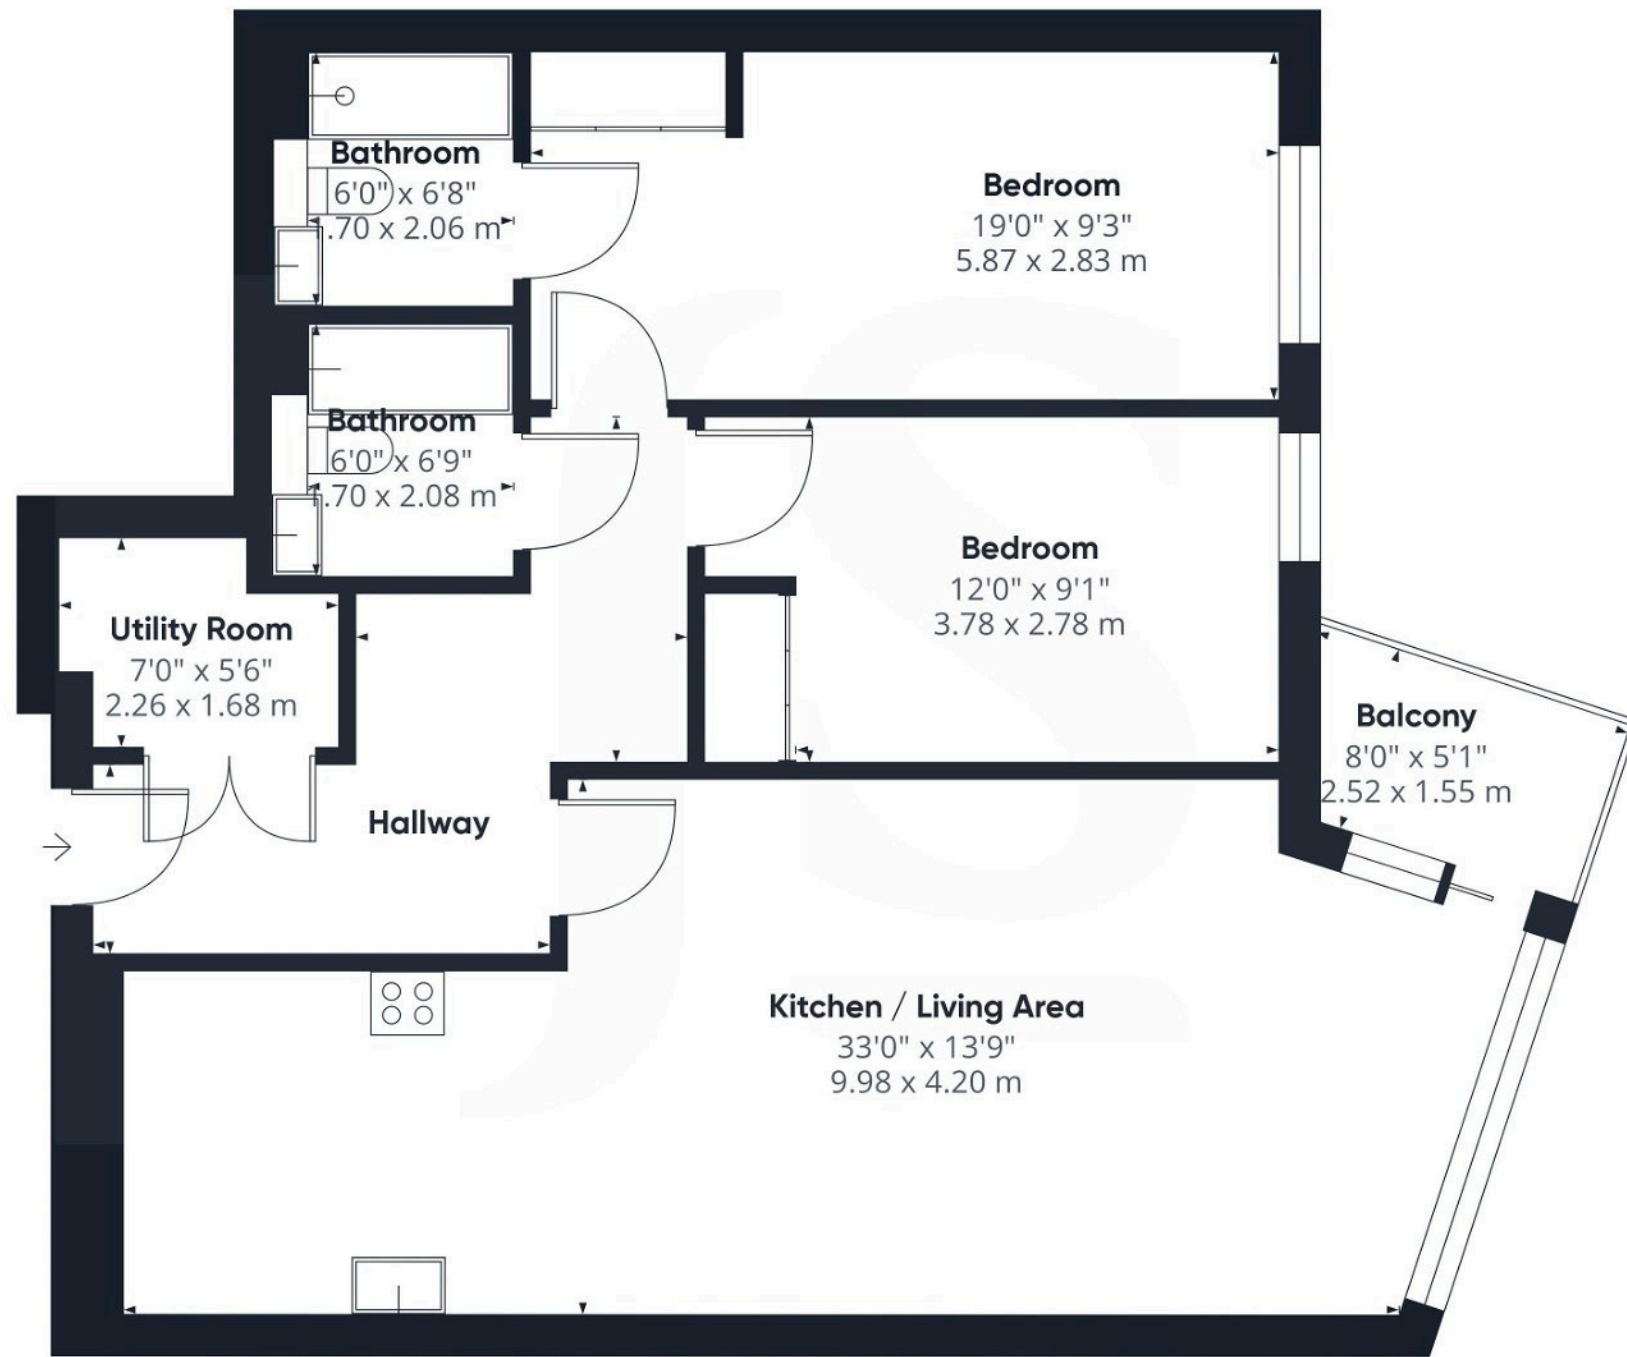 Bathroom
6'0" x 6'8"
.70 x 2.06 m
Bedroom
19'0" x 9'3"
5.87 x 2.83 m
Bathroom
6'0" x 6'9"
.70 x 2.08 m
Bedroom
12'0" x 9'1"
3.78 x 2.78 m
Utility Room
7'0" x 5'6"
2.26 x 1.68 m
Balcony
8'0" x 5'1"
2.52 x 1.55 m
Hallway
Kitchen / Living Area
33'0" x 13'9"
9.98 x 4.20 m
JS